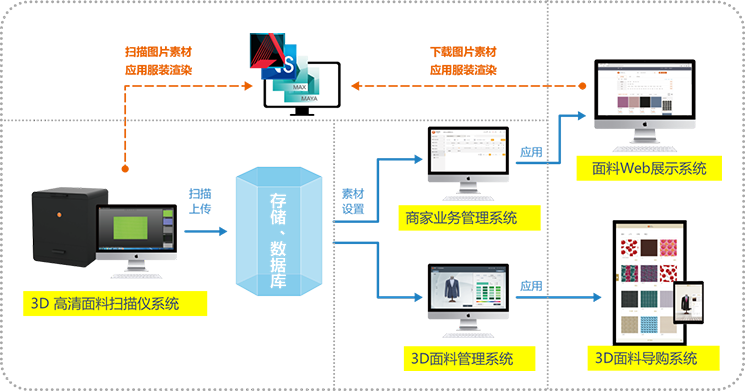 扫描图片素材
应用服装渲染
下载图片素材
应用服装渲染
MAX
MAYA
扫描
上传
存储、数据库
素材
设置
应用
商家业务管理系统
面料Web展示系统
3D 高清面料扫描仪系统
应用
3D面料管理系统
3D面料导购系统